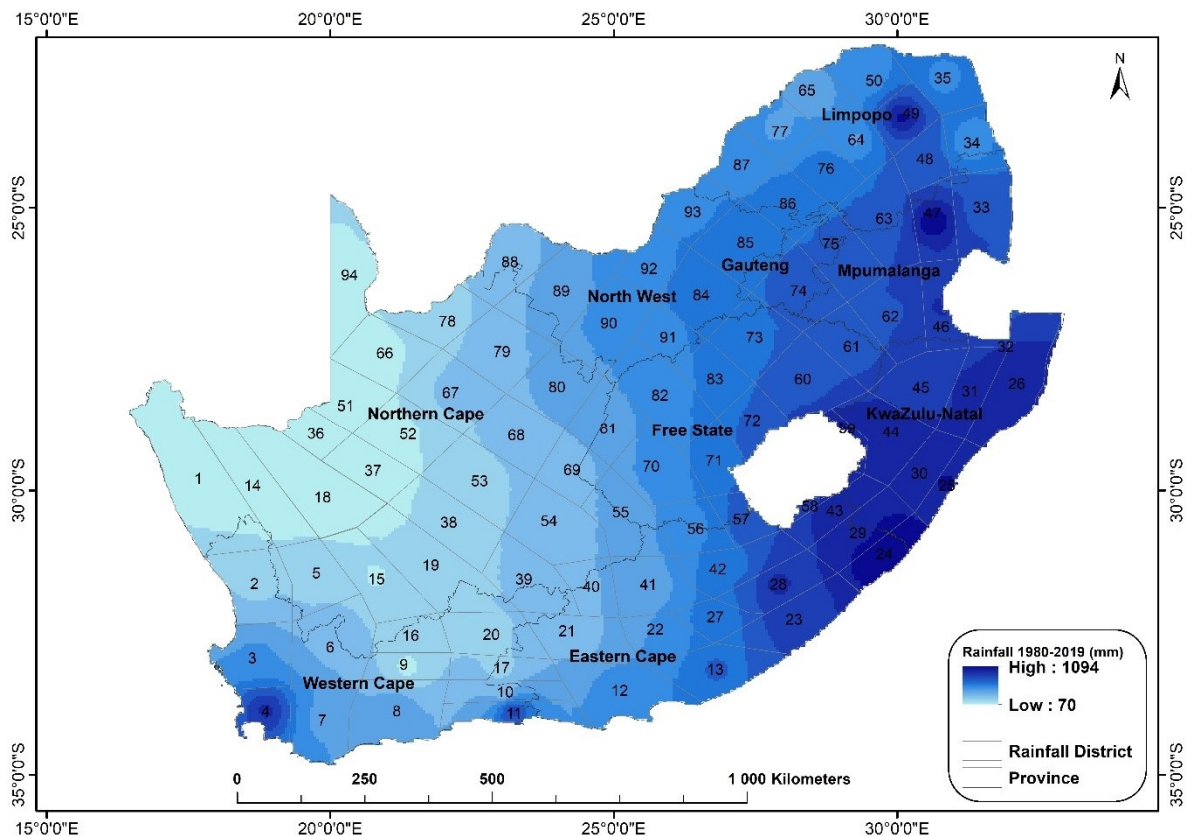 15°0'0"E 20°0'0"E 25°0'0"E 30°0'0"E
N
50 35
65
Limpopo 49
77
64 34
87 76 48
25°0'0"S 86 63 47 33 25°0'0"S
93
85 75
88 92 Gauteng Mpumalanga
94 89 North West 84 74
78 90 62 46
66 79 91 73 61 32
67 80 83 60 45 31 26
51 82
Northern Cape KwaZulu-Natal
36 52 68 81 Free State 72 44
1 14 37 69 70 71 30
30°0'0"S 18 53 30°0'0"S
38 54 55 56 57 58 43
29
24
2 5 15 19 39 40 41 42 28
27 23
6 16 20 21 22
9 17 Eastern Cape
3 13
Western Cape 10 12
4 7 8 11
Rainfall 1980-2019 (mm)
High : 1094
Low : 70
Rainfall District
Province
35°0'0"S 35°0'0"S
0 250 500 1 000 Kilometers
15°0'0"E 20°0'0"E 25°0'0"E 30°0'0"E